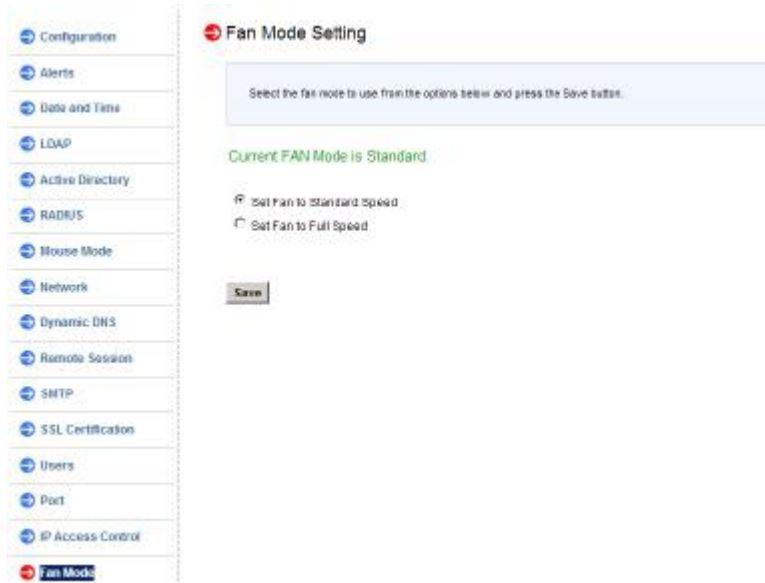 Configuration
Alerts
Date and Time
LDAP
Active Directory
RADIUS
Mouse Mode
Network
Dynamic DNS
Remote Session
SMTP
SSL Certification
Users
Port
IP Access Control
Fan Mode
Fan Mode Setting
Select the fan mode to use from the options below and press the Save button.
Current FAN Mode is Standard
Set Fan to Standard Speed
Set Fan to Full Speed
Save